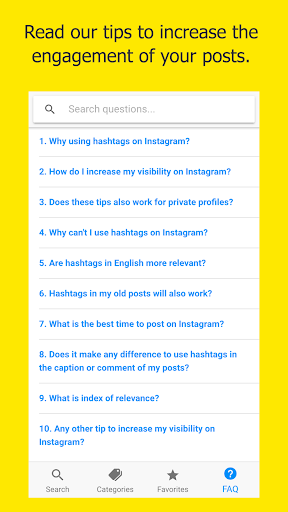 Read our tips to increase the
engagement of your posts.
Search questions...
1. Why using hashtags on Instagram?
2. How do I increase my visibility on Instagram?
3. Does these tips also work for private profiles?
4. Why can't I use hashtags on Instagram?
5. Are hashtags in English more relevant?
6. Hashtags in my old posts will also work?
7. What is the best time to post on Instagram?
8. Does it make any difference to use hashtags in
the caption or comment of my posts?
9. What is index of relevance?
10. Any other tip to increase my visibility on
Instagram?
Search
Categories
Favorites
FAQ